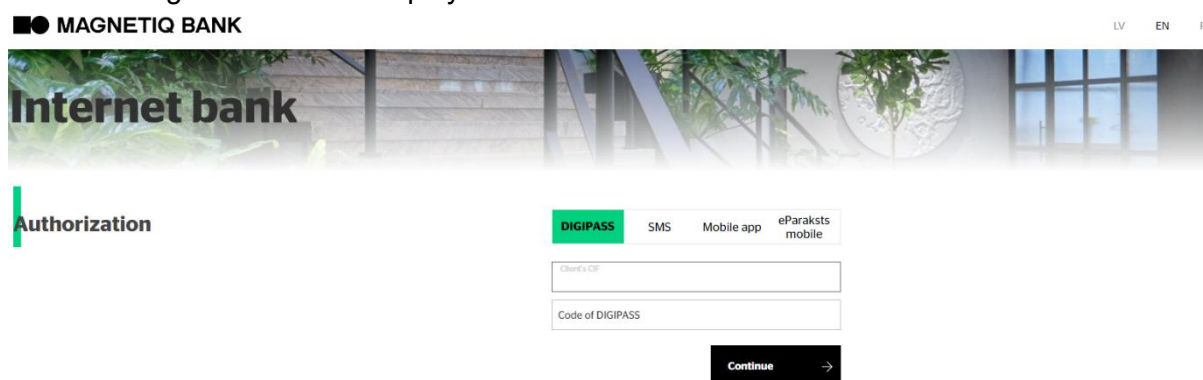 MAGNETIQ BANK
LV EN
Internet bank
Authorization
DIGIPASS SMS Mobile app eParaksts mobile
Client's CIF
Code of DIGIPASS
Continue